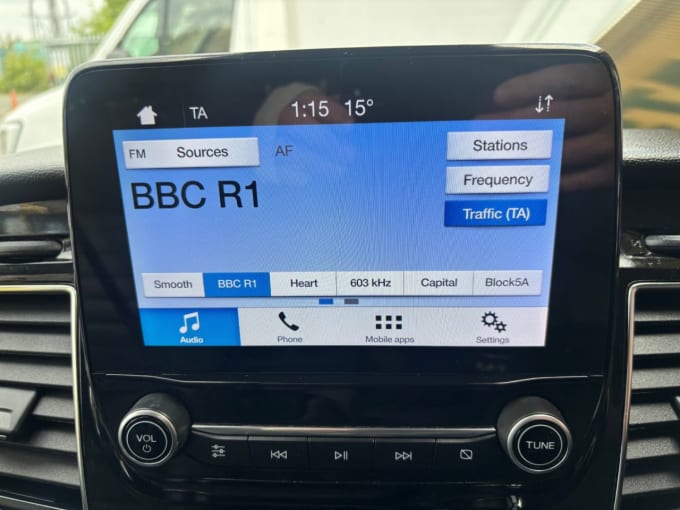 TA 1:15 15°
FM Sources AF Stations
BBC R1 Frequency
Traffic (TA)
Smooth BBC R1 Heart 603 kHz Capital Block5A
Audio Phone Mobile apps Settings
VOL TUNE